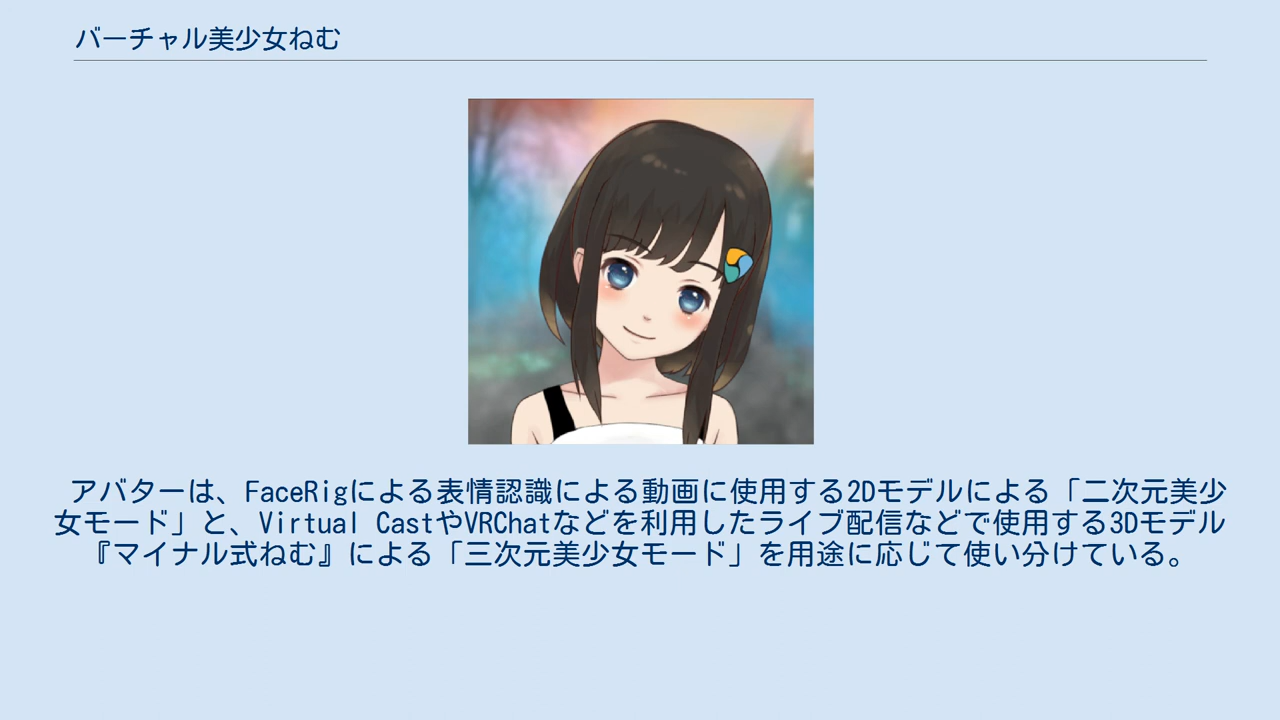 バーチャル美少女ねむ
アバターは、FaceRigによる表情認識による動画に使用する2Dモデルによる「二次元美少
女モード」と、Virtual CastやVRChatなどを利用したライブ配信などで使用する3Dモデル
『マイナル式ねむ』による「三次元美少女モード」を用途に応じて使い分けている。